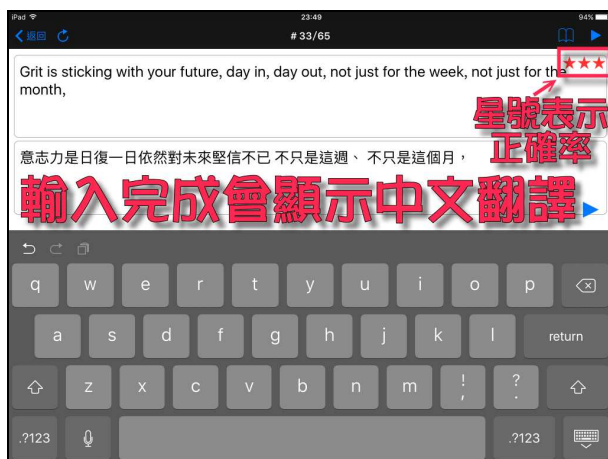 iPad 23:49 94%
返回 # 33/65
Grit is sticking with your future, day in, day out, not just for the week, not just for the
month,
★★★
星號表示
正確率
意志力是日復一日依然對未來堅信不已 不只是這週、 不只是這個月，
輸入完成會顯示中文翻譯
q w e r t y u i o p
a s d f g h j k l return
z x c v b n m ! , ? .
.?123 .?123